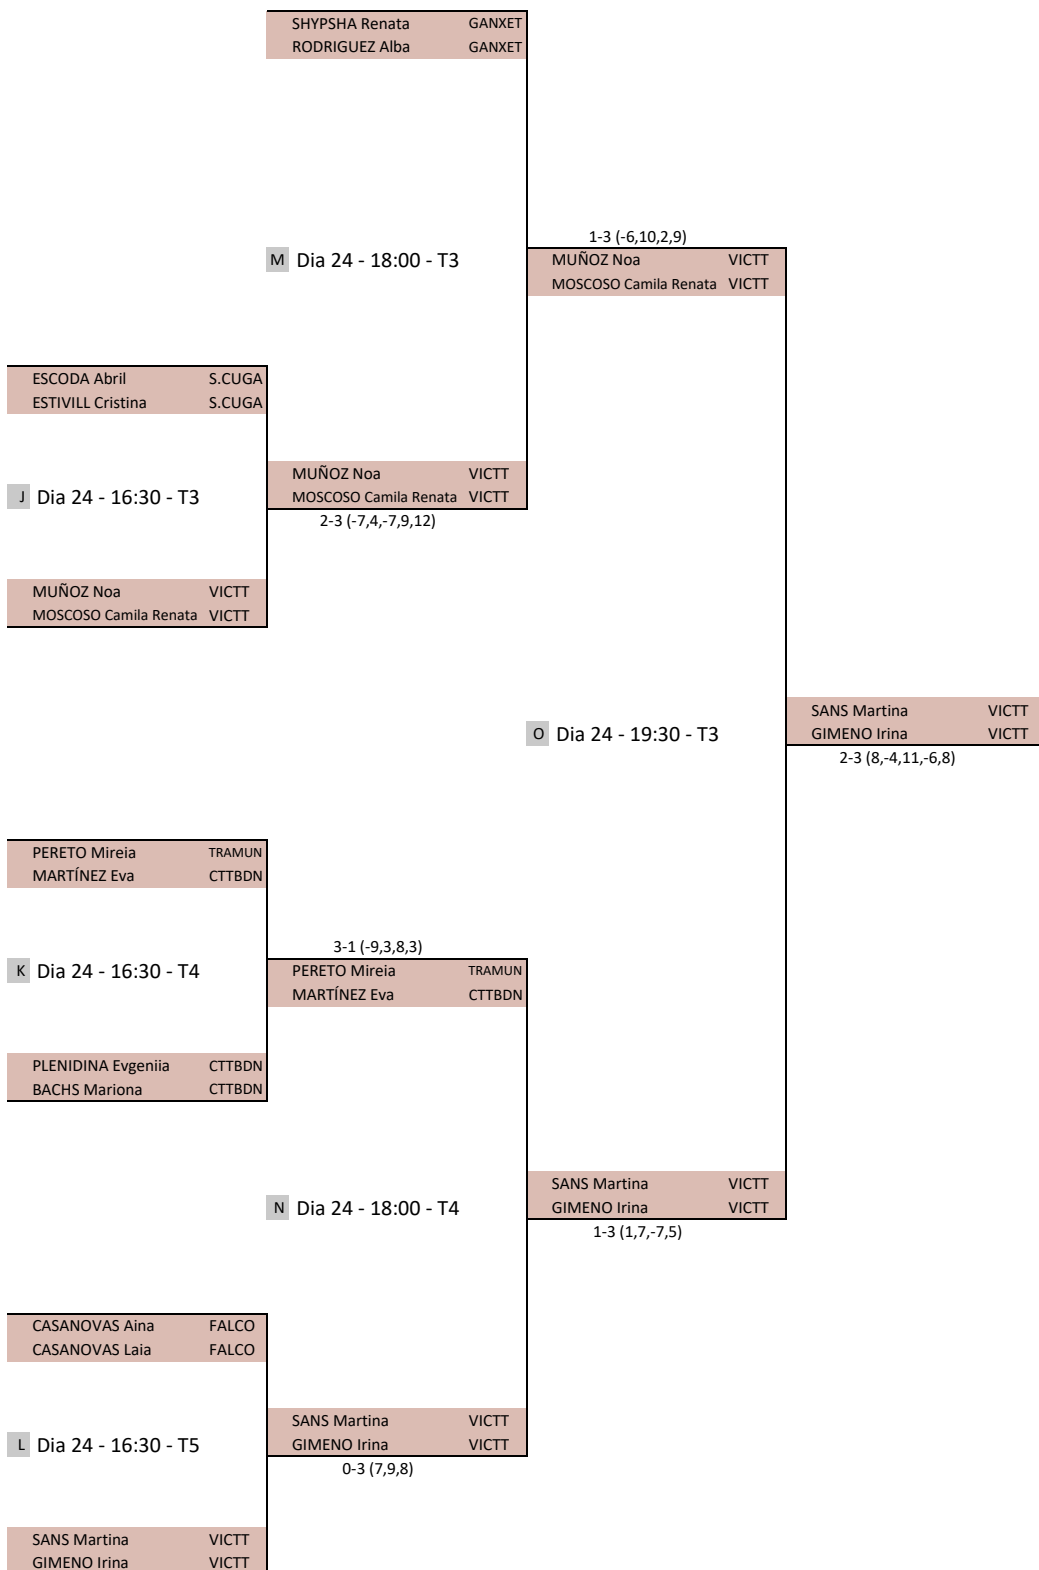 SHYPSHA Renata GANXET
RODRIGUEZ Alba GANXET
1-3 (-6,10,2,9)
M Dia 24 - 18:00 - T3
MUÑOZ Noa VICTT
MOSCOSO Camila Renata VICTT
ESCODA Abril S.CUGA
ESTIVILL Cristina S.CUGA
J Dia 24 - 16:30 - T3
MUÑOZ Noa VICTT
MOSCOSO Camila Renata VICTT
2-3 (-7,4,-7,9,12)
MUÑOZ Noa VICTT
MOSCOSO Camila Renata VICTT
O Dia 24 - 19:30 - T3
SANS Martina VICTT
GIMENO Irina VICTT
2-3 (8,-4,11,-6,8)
PERETO Mireia TRAMUN
MARTÍNEZ Eva CTTBDN
3-1 (-9,3,8,3)
K Dia 24 - 16:30 - T4
PERETO Mireia TRAMUN
MARTÍNEZ Eva CTTBDN
PLENIDINA Evgeniia CTTBDN
BACHS Mariona CTTBDN
N Dia 24 - 18:00 - T4
SANS Martina VICTT
GIMENO Irina VICTT
1-3 (1,7,-7,5)
CASANOVAS Aina FALCO
CASANOVAS Laia FALCO
L Dia 24 - 16:30 - T5
SANS Martina VICTT
GIMENO Irina VICTT
0-3 (7,9,8)
SANS Martina VICTT
GIMENO Irina VICTT